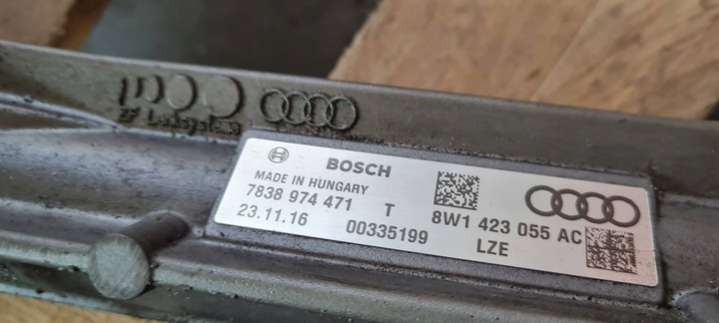 ZF Lenksysteme
BOSCH
MADE IN HUNGARY
7838 974 471 T 8W1 423 055 AC
23.11.16 00335199 LZE